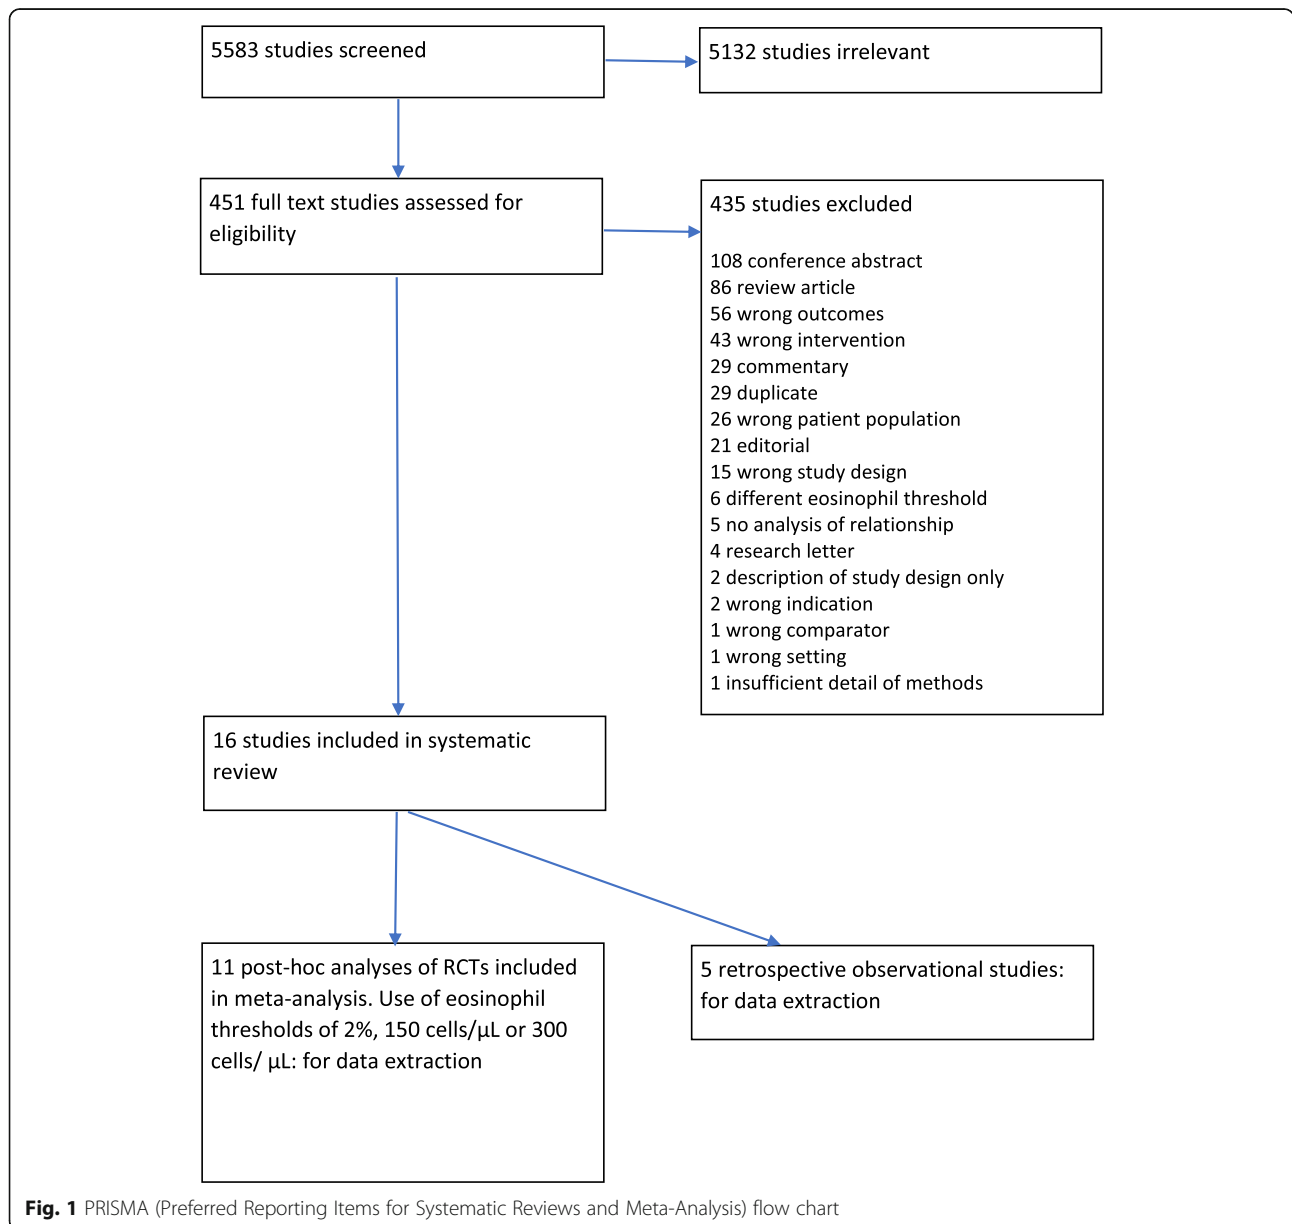 5583 studies screened
5132 studies irrelevant
451 full text studies assessed for
eligibility
435 studies excluded
108 conference abstract
86 review article
56 wrong outcomes
43 wrong intervention
29 commentary
29 duplicate
26 wrong patient population
21 editorial
15 wrong study design
6 different eosinophil threshold
5 no analysis of relationship
4 research letter
2 description of study design only
2 wrong indication
1 wrong comparator
1 wrong setting
1 insufficient detail of methods
16 studies included in systematic
review
11 post-hoc analyses of RCTs included
in meta-analysis. Use of eosinophil
thresholds of 2%, 150 cells/µL or 300
cells/ µL: for data extraction
5 retrospective observational studies:
for data extraction
Fig. 1 PRISMA (Preferred Reporting Items for Systematic Reviews and Meta-Analysis) flow chart